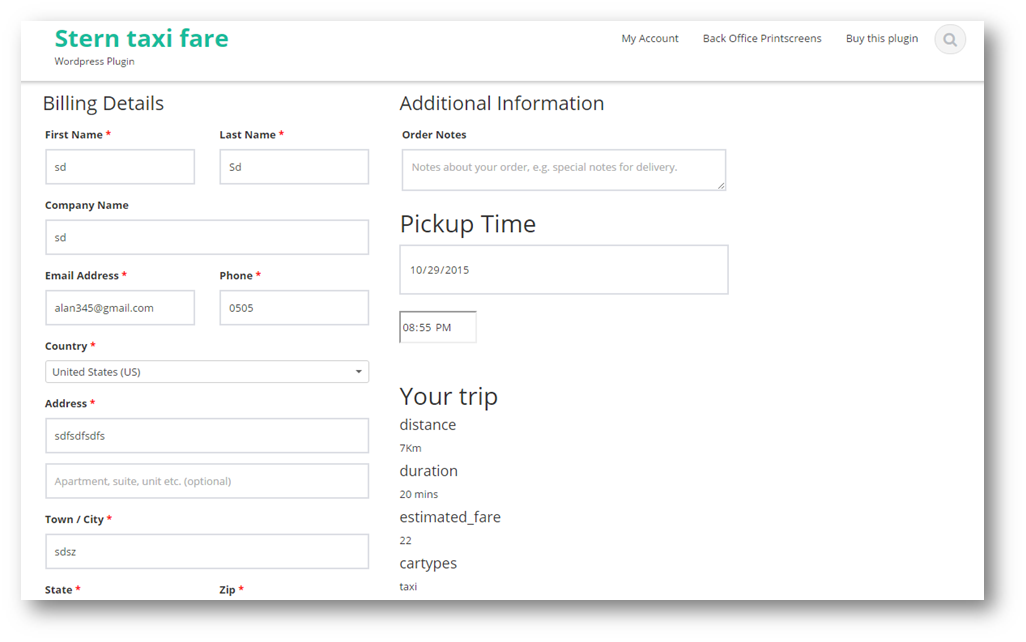 Stern taxi fare
Wordpress Plugin
My Account Back Office Printscreens Buy this plugin
Billing Details
First Name * Last Name *
sd Sd
Company Name
sd
Email Address * Phone *
alan345@gmail.com 0505
Country *
United States (US)
Address *
sdfsdfsdfs
Apartment, suite, unit etc. (optional)
Town / City *
sdsz
State * Zip *
Additional Information
Order Notes
Notes about your order, e.g. special notes for delivery.
Pickup Time
10/29/2015
08:55 PM
Your trip
distance
7Km
duration
20 mins
estimated_fare
22
cartypes
taxi